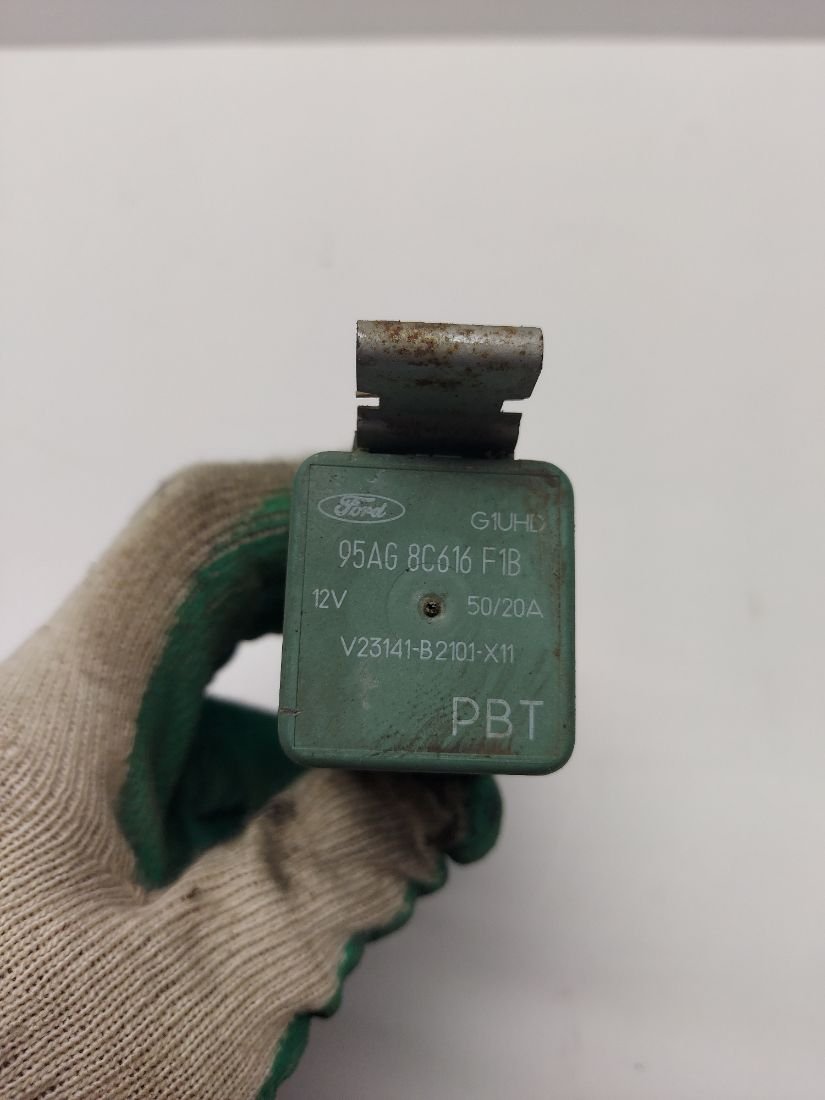 Ford
G1UHD
95AG 8C616 F1B
12V 50/20A
V23141-B2101-X11
PBT